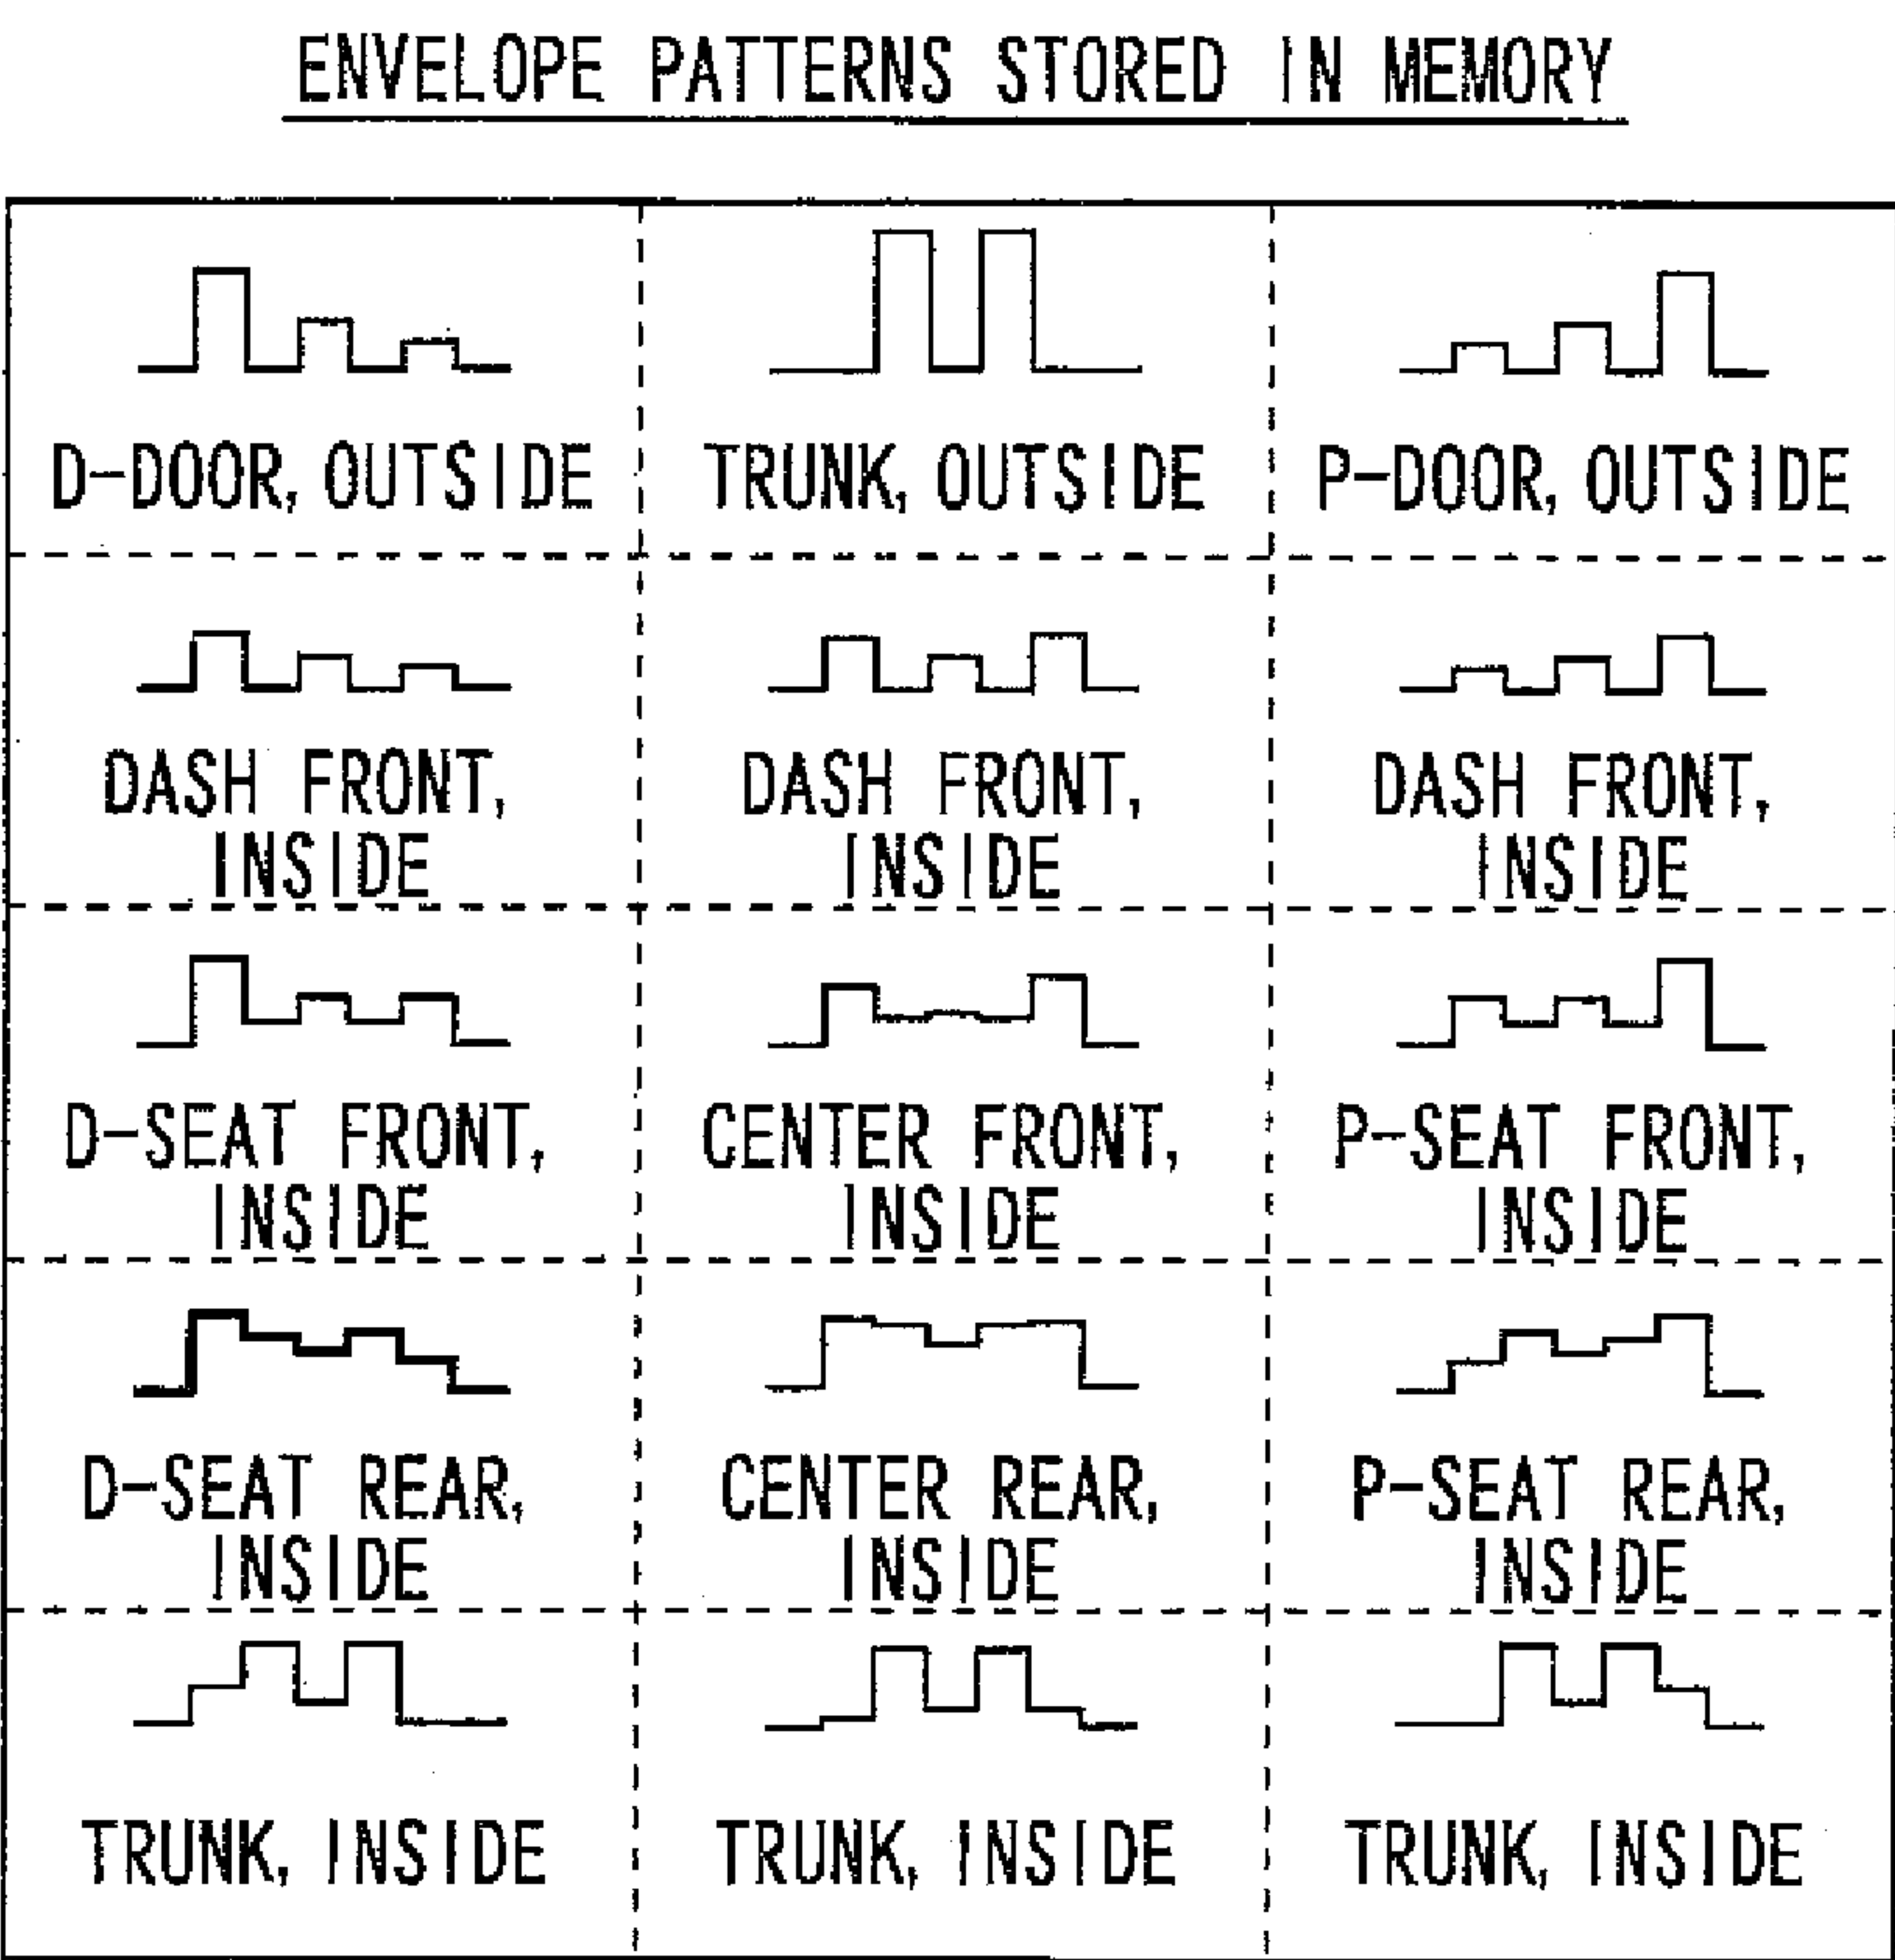 ENVELOPE PATTERNS STORED IN MEMORY
D-DOOR, OUTSIDE
TRUNK, OUTSIDE
P-DOOR, OUTSIDE
DASH FRONT,
INSIDE
DASH FRONT,
INSIDE
DASH FRONT,
INSIDE
D-SEAT FRONT,
INSIDE
CENTER FRONT,
INSIDE
P-SEAT FRONT,
INSIDE
D-SEAT REAR,
INSIDE
CENTER REAR,
INSIDE
P-SEAT REAR,
INSIDE
TRUNK, INSIDE
TRUNK, INSIDE
TRUNK, INSIDE